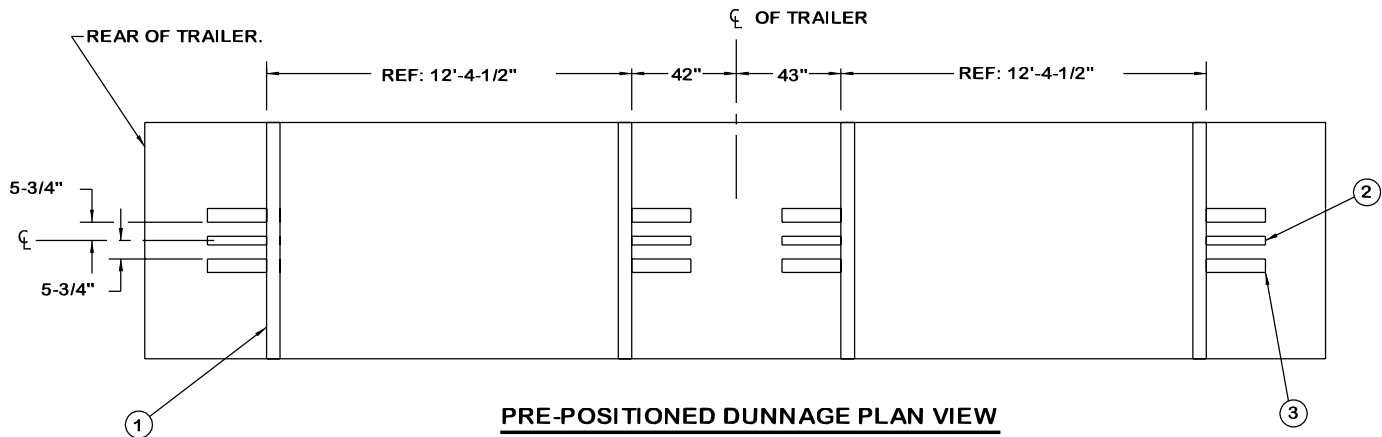 ℄ OF TRAILER
REAR OF TRAILER.
REF: 12'-4-1/2"
42"
43"
REF: 12'-4-1/2"
5-3/4"
2
℄
5-3/4"
1
PRE-POSITIONED DUNNAGE PLAN VIEW
3